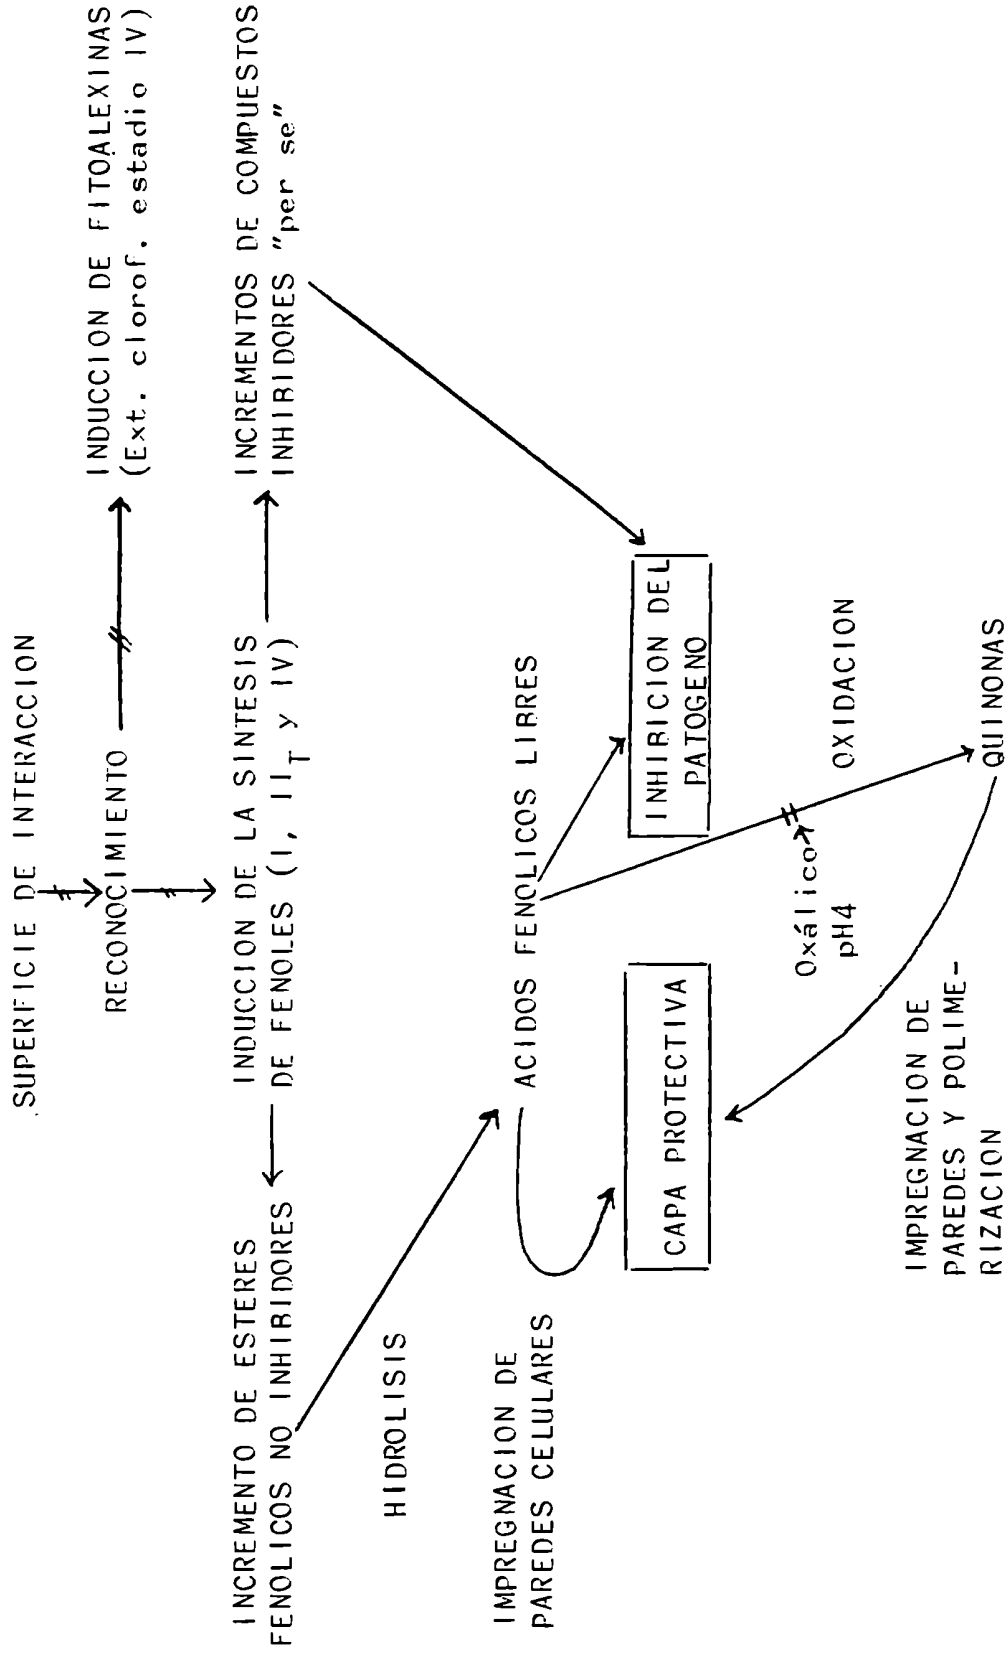 SUPERFICIE DE INTERACCION
RECONOCIMIENTO
INDUCCION DE FITOALEXINAS
(Ext. clorof. estadio IV)
INCREMENTO DE ESTERES
FENOLICOS NO INHIBIDORES
INDUCCION DE LA SINTESIS
DE FENOLES (I, II_T y IV)
INCREMENTOS DE COMPUESTOS
INHIBIDORES "per se"
HIDROLISIS
ACIDOS FENOLICOS LIBRES
IMPREGNACION DE
PAREDES CELULARES
CAPA PROTECTIVA
INHIBICION DEL
PATOGENO
Oxálico
pH4
OXIDACION
IMPREGNACION DE
PAREDES Y POLIME-
RIZACION
QUINONAS